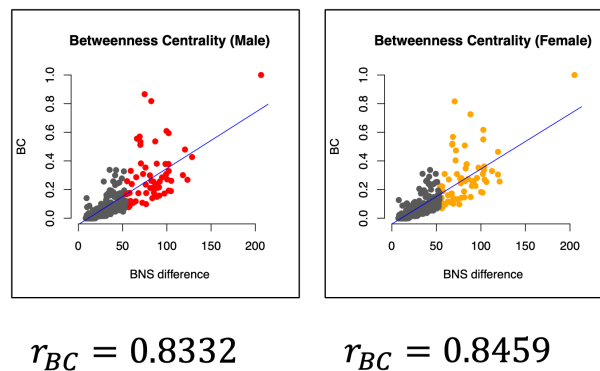 Betweenness Centrality (Male)
BC
1.0
0.8
0.6
0.4
0.2
0.0
0 50 100 150 200
BNS difference
r_BC = 0.8332
Betweenness Centrality (Female)
BC
1.0
0.8
0.6
0.4
0.2
0.0
0 50 100 150 200
BNS difference
r_BC = 0.8459